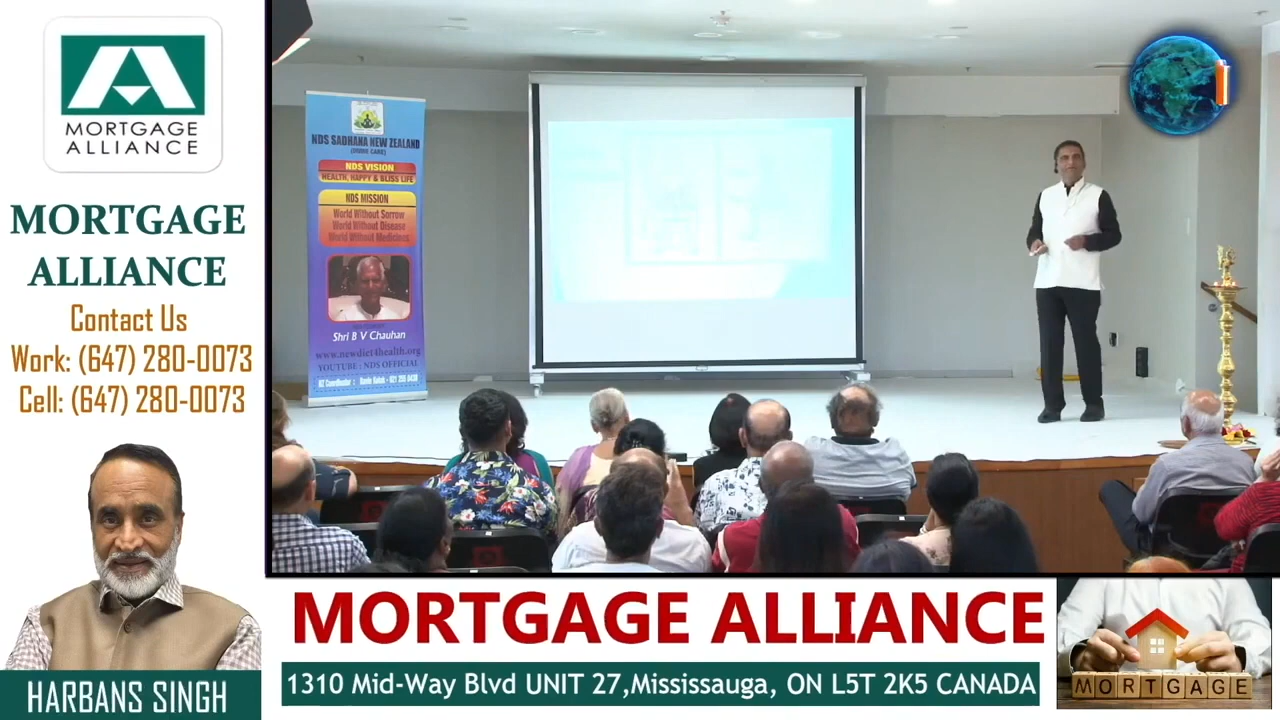 MORTGAGE
ALLIANCE
MORTGAGE
ALLIANCE
Contact Us
Work: (647) 280-0073
Cell: (647) 280-0073
HARBANS SINGH
NDS SADHANA NEW ZEALAND
NDS VISION
HEALTH, HAPPY & BLISS LIFE
NDS MISSION
World Without Sorrow
World Without Disease
World Without Medicines
Shri B V Chauhan
www.newdiet4health.org
YOUTUBE : NDS OFFICIAL
MORTGAGE ALLIANCE
1310 Mid-Way Blvd UNIT 27,Mississauga, ON L5T 2K5 CANADA
MORTGAGE